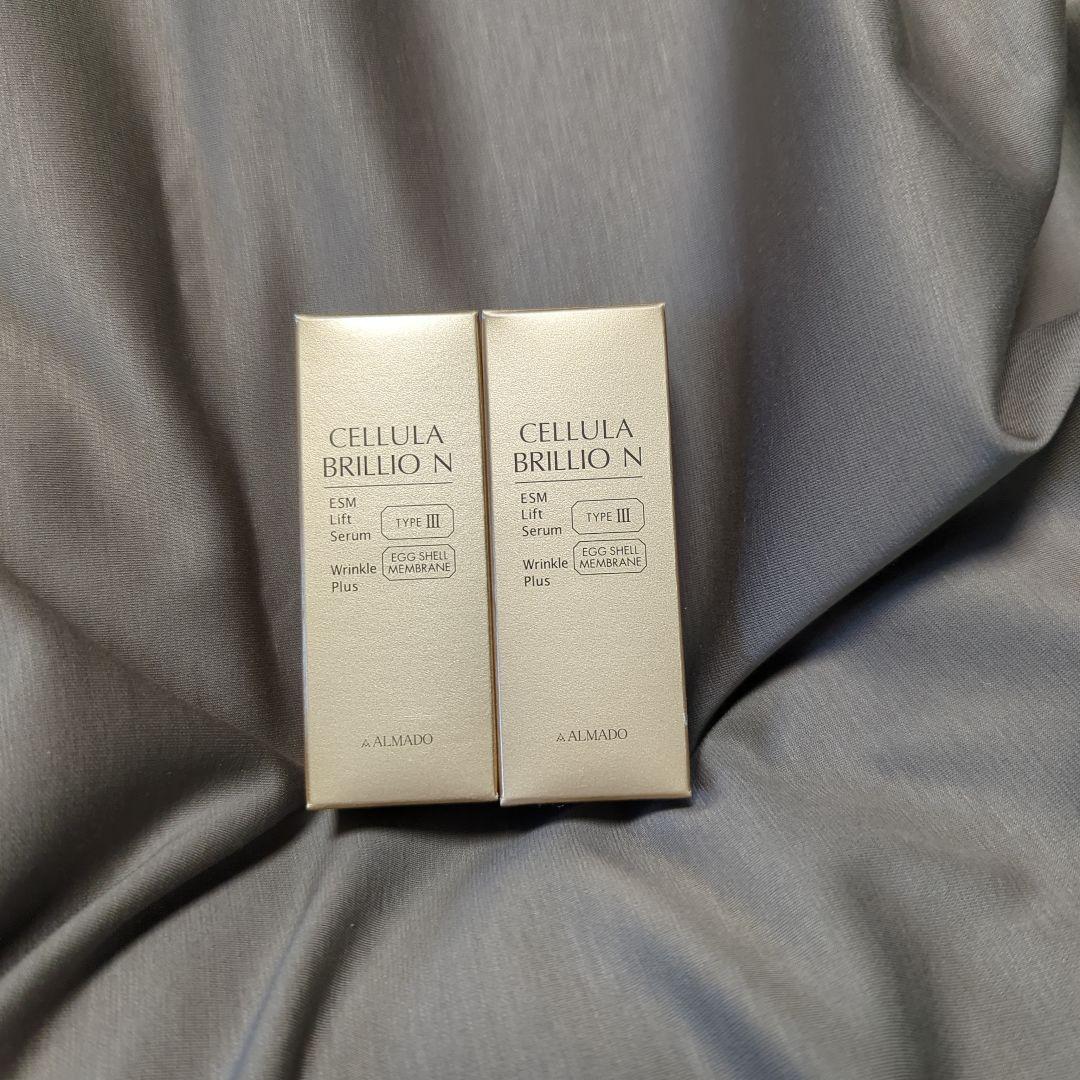 CELLULA
BRILLIO N
ESM
Lift
Serum
TYPE III
Wrinkle
Plus
EGG SHELL
MEMBRANE
ALMADO
CELLULA
BRILLIO N
ESM
Lift
Serum
TYPE III
Wrinkle
Plus
EGG SHELL
MEMBRANE
ALMADO